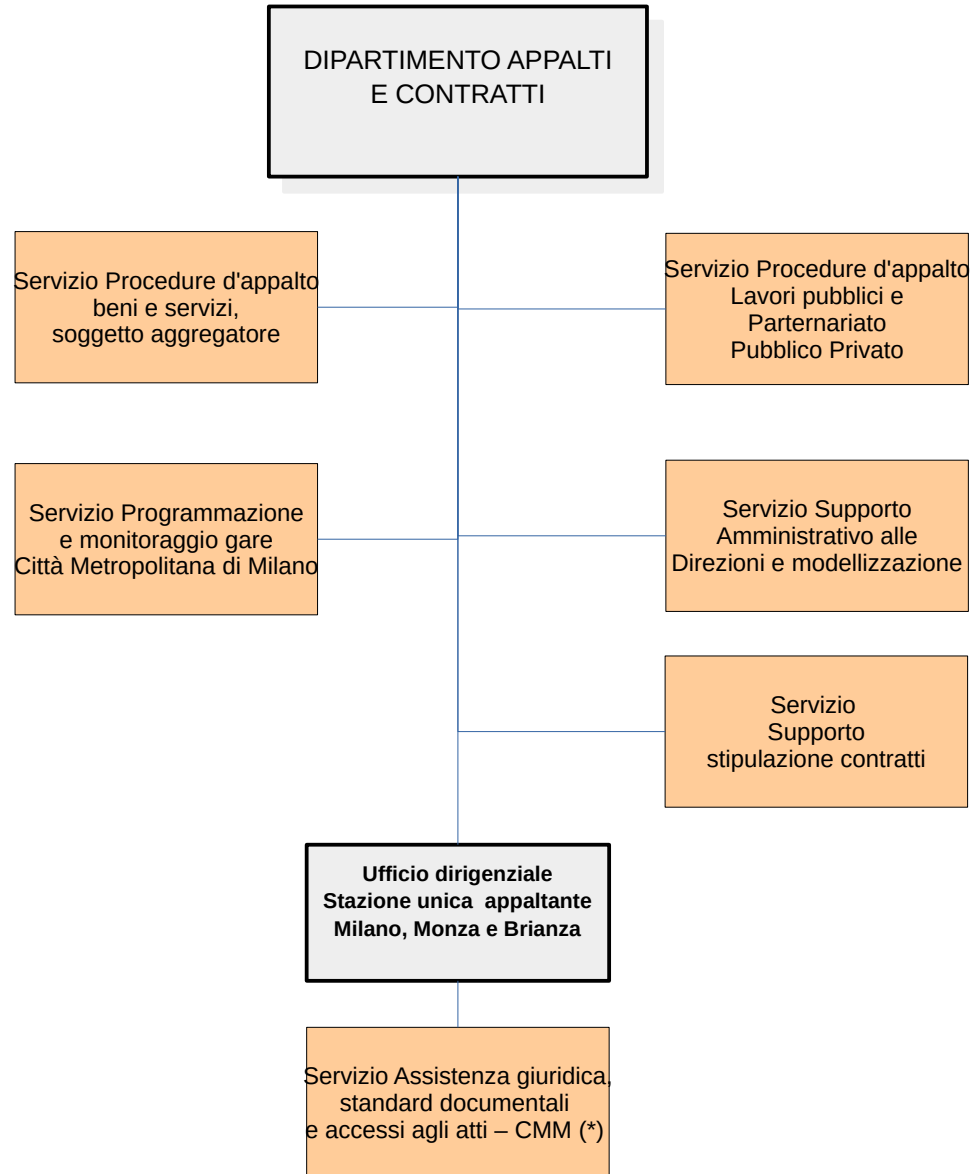 DIPARTIMENTO APPALTI
E CONTRATTI
Servizio Procedure d'appalto
beni e servizi,
soggetto aggregatore
Servizio Procedure d'appalto
Lavori pubblici e
Parternariato
Pubblico Privato
Servizio Programmazione
e monitoraggio gare
Città Metropolitana di Milano
Servizio Supporto
Amministrativo alle
Direzioni e modellizzazione
Servizio
Supporto
stipulazione contratti
Ufficio dirigenziale
Stazione unica appaltante
Milano, Monza e Brianza
Servizio Assistenza giuridica,
standard documentali
e accessi agli atti – CMM (*)